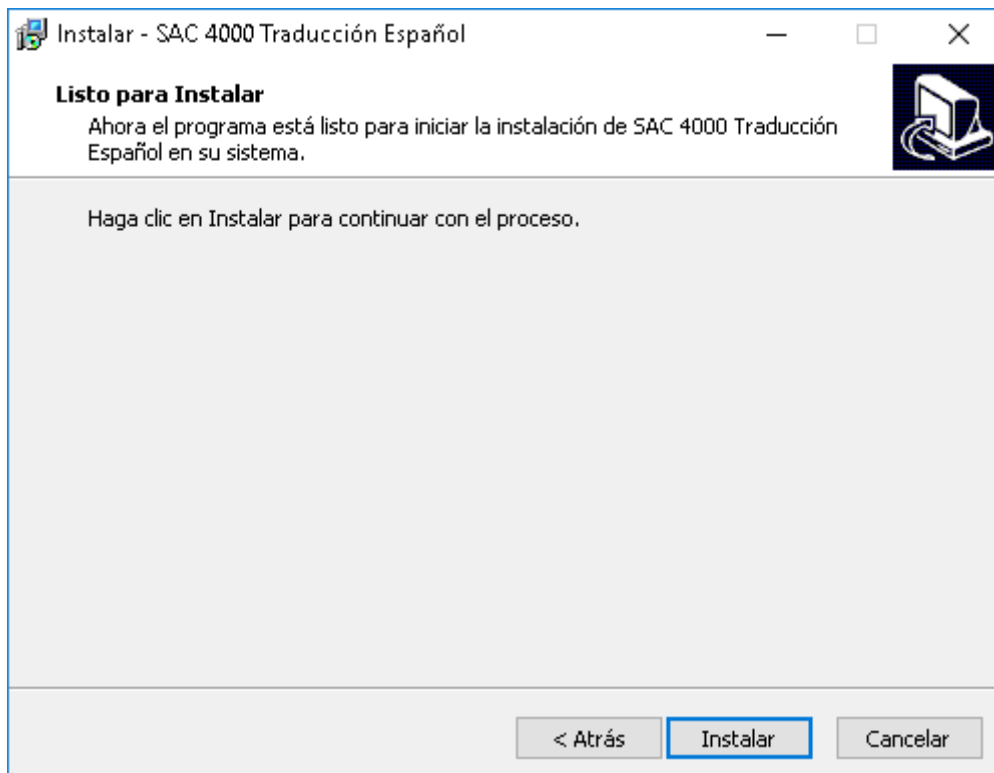 Instalar - SAC 4000 Traducción Español
Listo para Instalar
Ahora el programa está listo para iniciar la instalación de SAC 4000 Traducción
Español en su sistema.
Haga clic en Instalar para continuar con el proceso.
< Atrás
Instalar
Cancelar